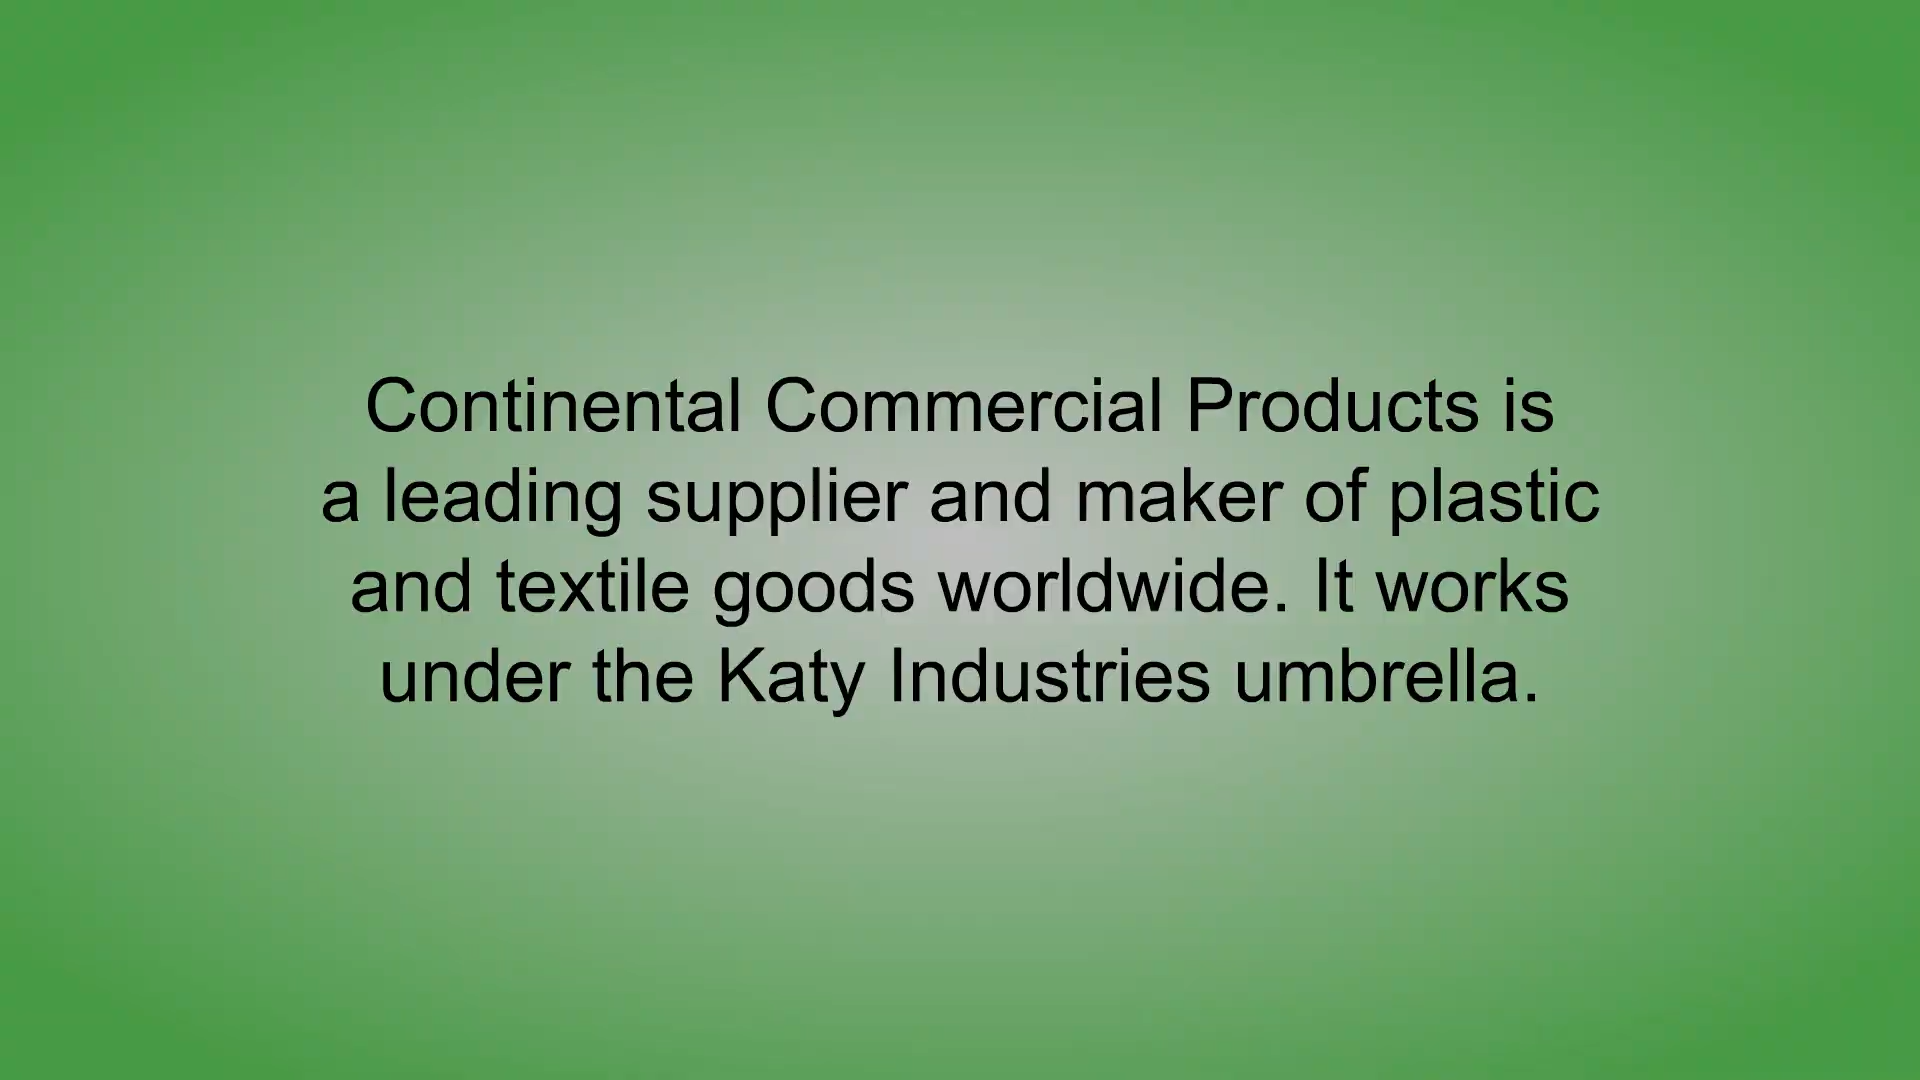 Continental Commercial Products is
a leading supplier and maker of plastic
and textile goods worldwide. It works
under the Katy Industries umbrella.